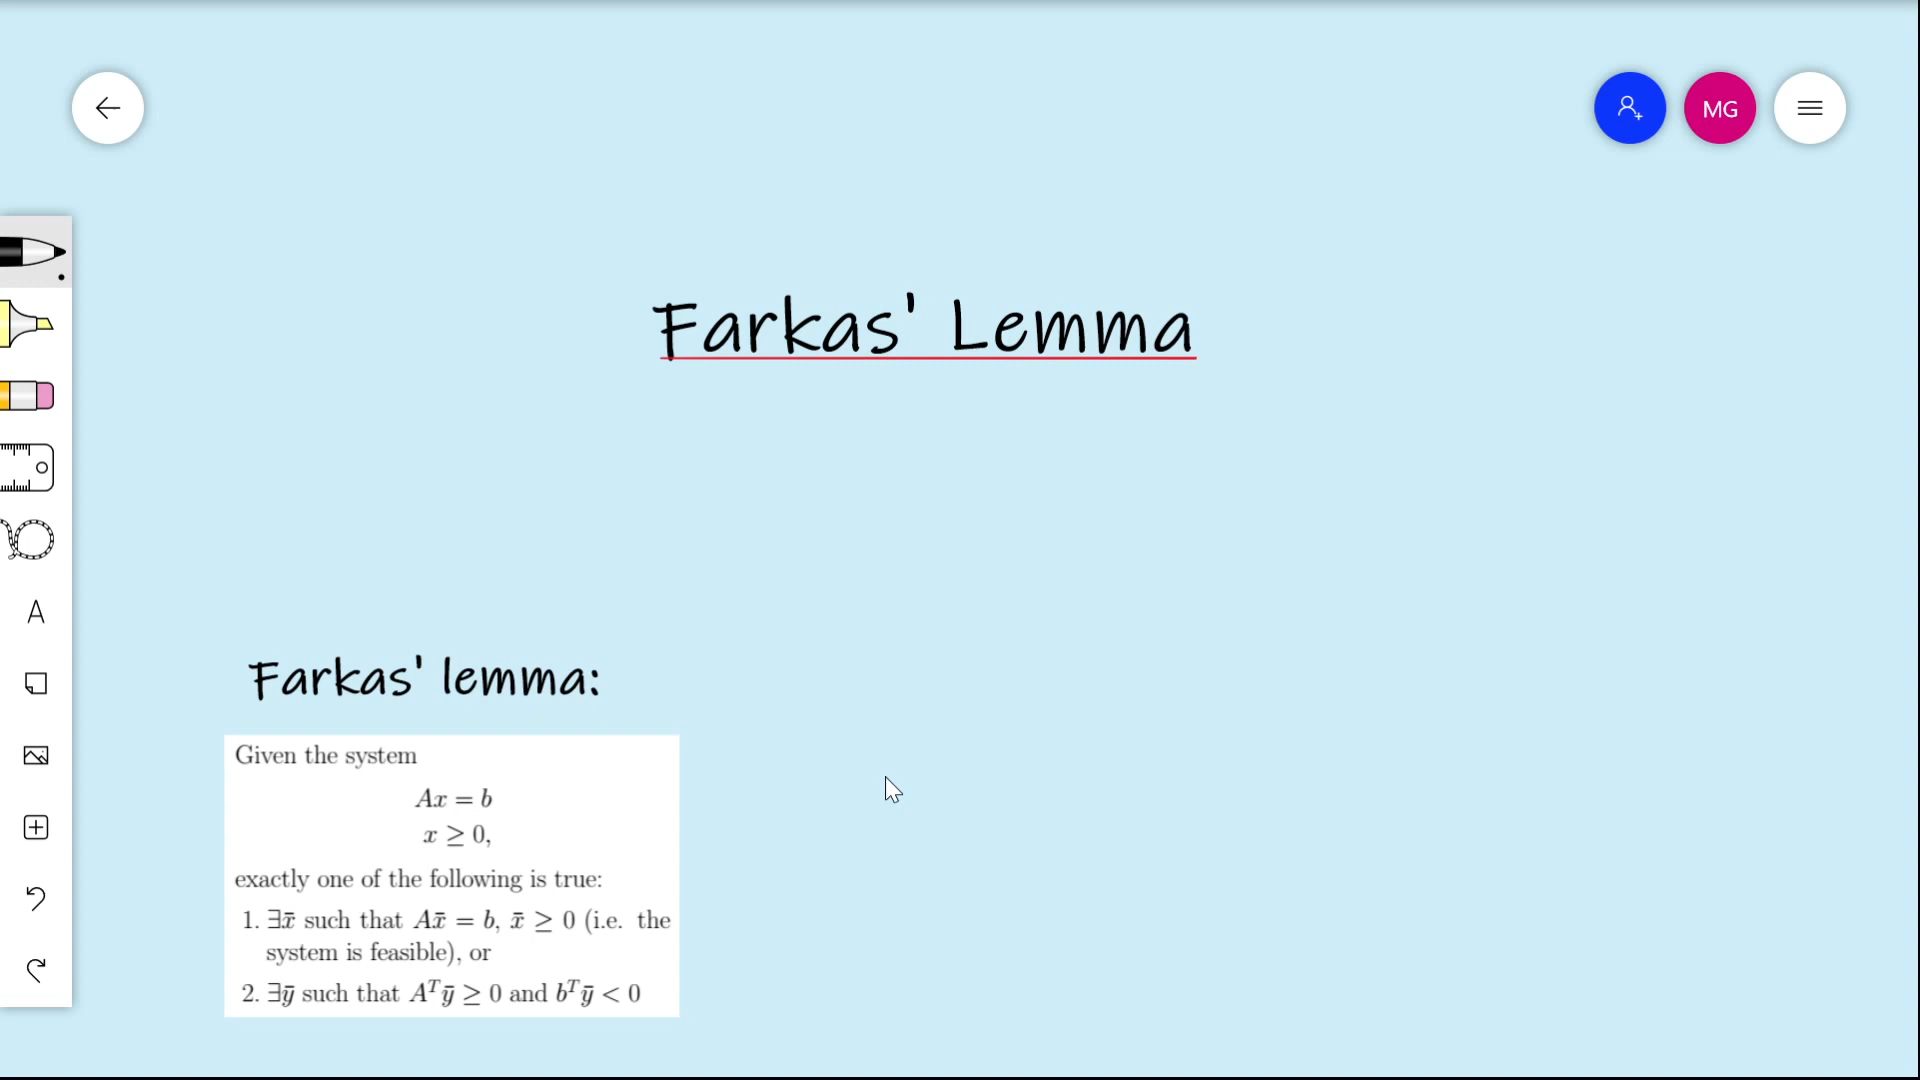 MG
Farkas' Lemma
A
Farkas' lemma:
Given the system
Ax = b
x ≥ 0,
exactly one of the following is true:
1. ∃x̄ such that Ax̄ = b, x̄ ≥ 0 (i.e. the
system is feasible), or
2. ∃ȳ such that Aᵀȳ ≥ 0 and bᵀȳ < 0